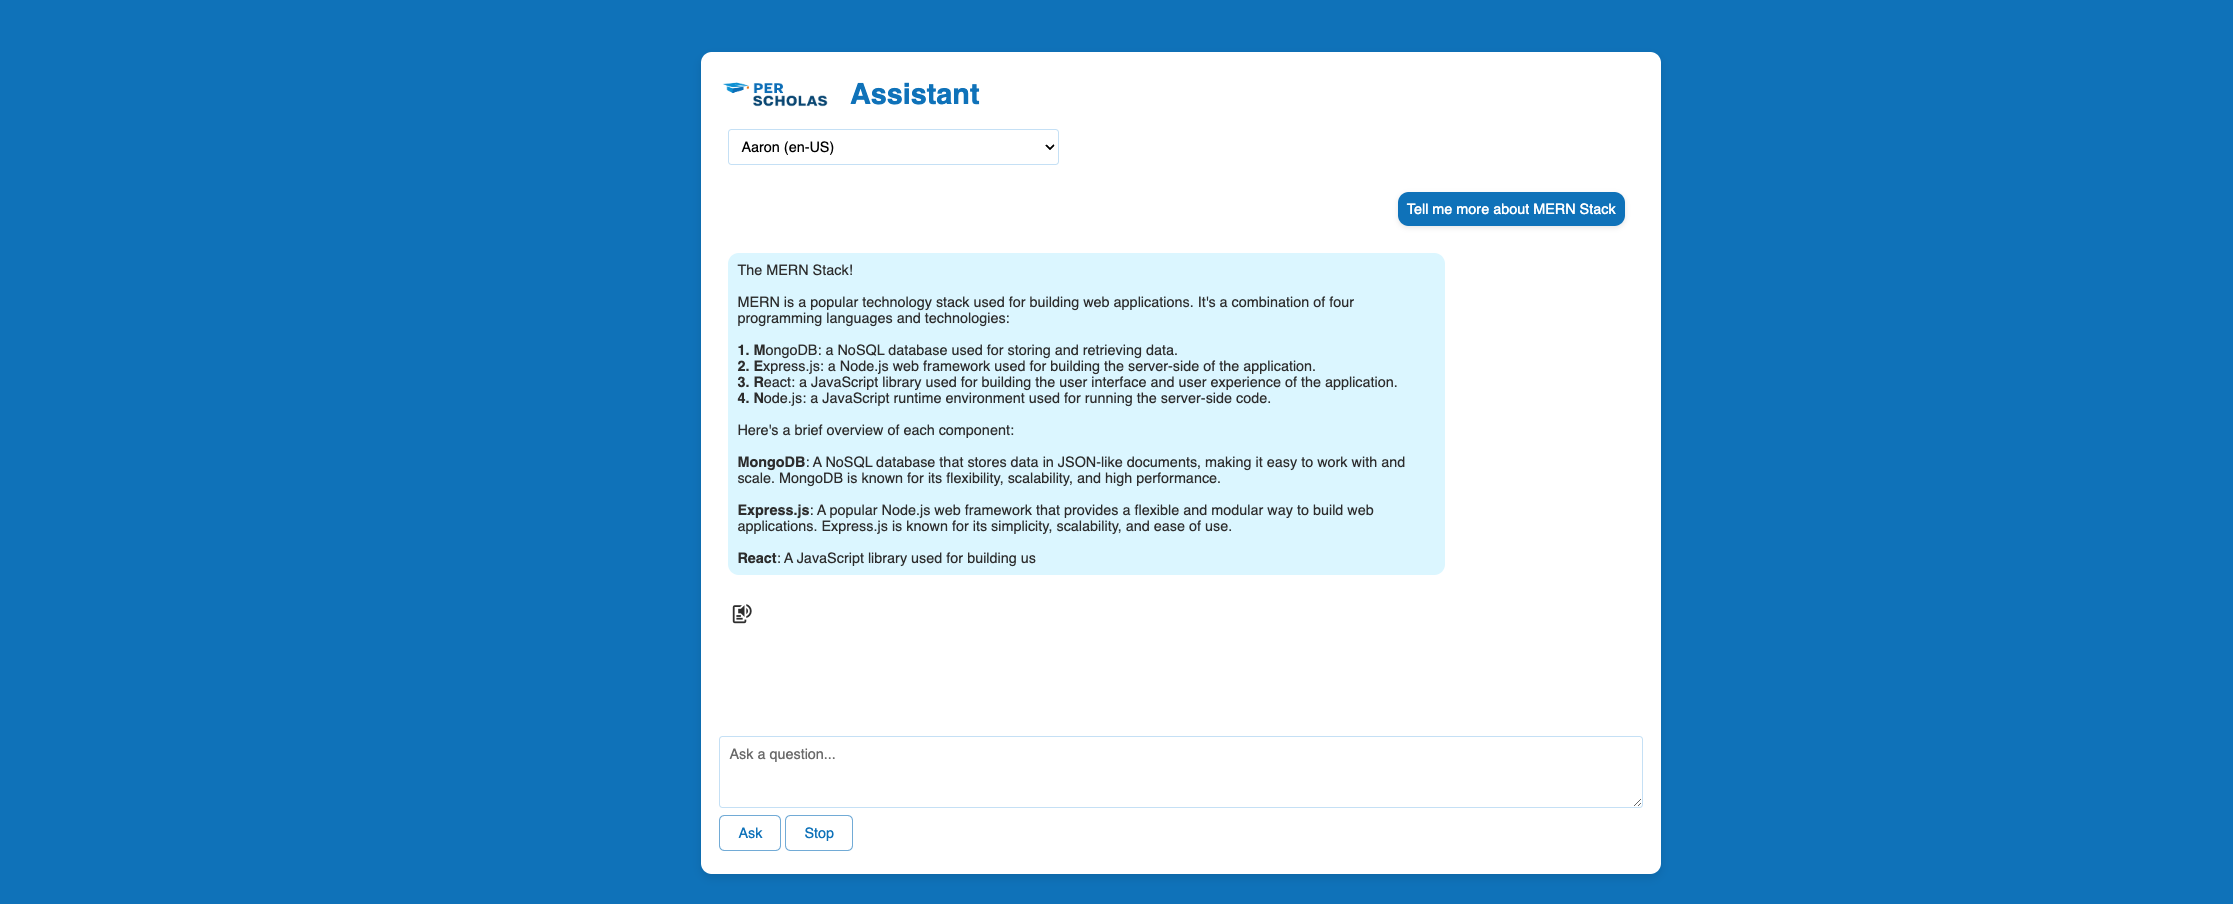 PER
SCHOLAS
Assistant
Aaron (en-US)
Tell me more about MERN Stack
The MERN Stack!
MERN is a popular technology stack used for building web applications. It's a combination of four
programming languages and technologies:
1. MongoDB: a NoSQL database used for storing and retrieving data.
2. Express.js: a Node.js web framework used for building the server-side of the application.
3. React: a JavaScript library used for building the user interface and user experience of the application.
4. Node.js: a JavaScript runtime environment used for running the server-side code.
Here's a brief overview of each component:
MongoDB: A NoSQL database that stores data in JSON-like documents, making it easy to work with and
scale. MongoDB is known for its flexibility, scalability, and high performance.
Express.js: A popular Node.js web framework that provides a flexible and modular way to build web
applications. Express.js is known for its simplicity, scalability, and ease of use.
React: A JavaScript library used for building us
Ask a question...
Ask
Stop